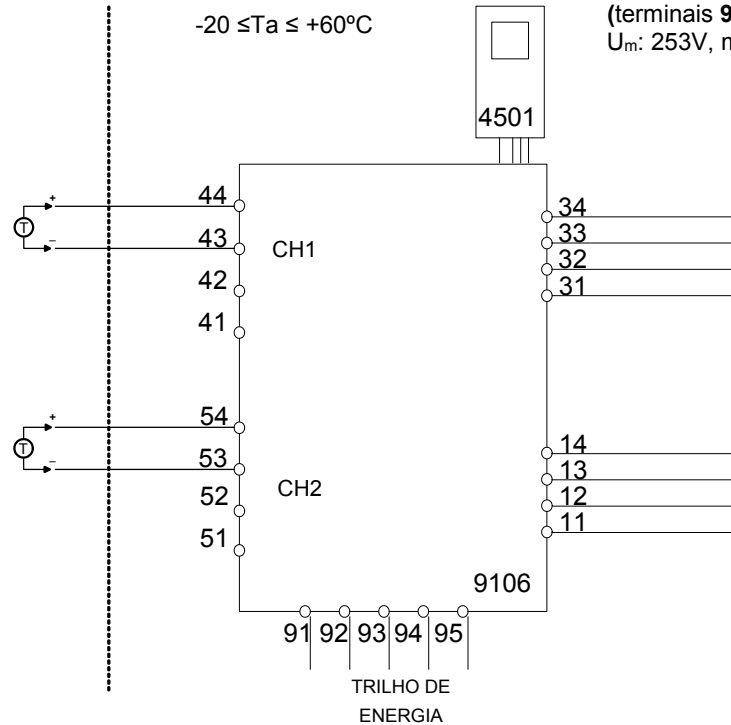 -20 ≤Ta ≤ +60ºC
(terminais 9
Um: 253V, m
4501
44
43
42
41
CH1
+
T
–
34
33
32
31
54
53
52
51
CH2
+
T
–
14
13
12
11
9106
91 92 93 94 95
TRILHO DE
ENERGIA